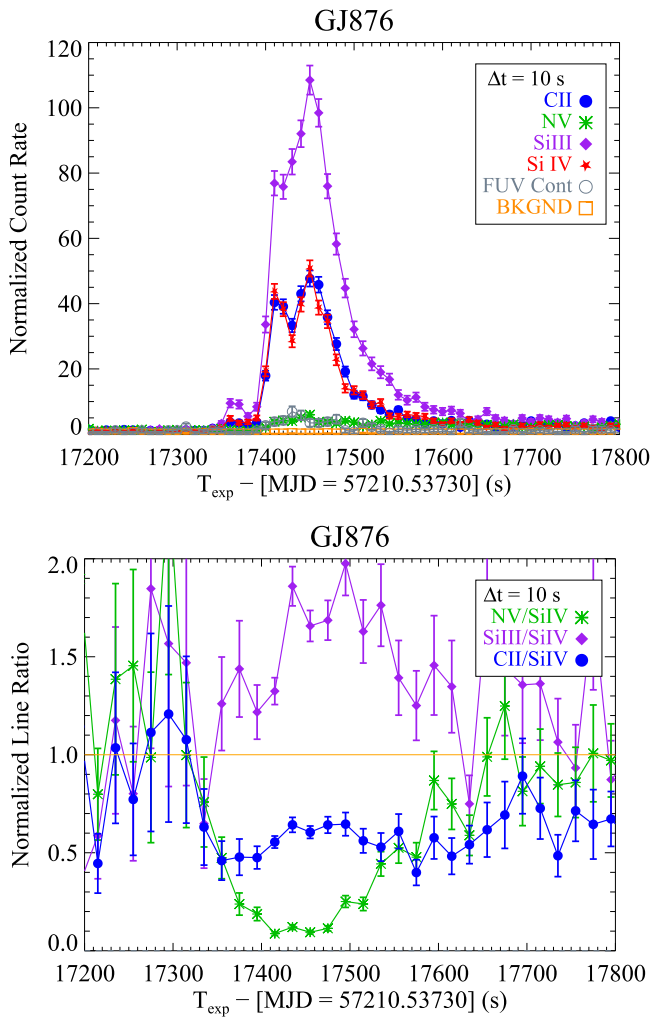 GJ876
120
100
80
60
40
20
0
Normalized Count Rate
Δt = 10 s
CII
NV
SiIII
Si IV
FUV Cont
BKGND
17200 17300 17400 17500 17600 17700 17800
Texp − [MJD = 57210.53730] (s)
GJ876
2.0
1.5
1.0
0.5
0.0
Normalized Line Ratio
Δt = 10 s
NV/SiIV
SiIII/SiIV
CII/SiIV
17200 17300 17400 17500 17600 17700 17800
Texp − [MJD = 57210.53730] (s)